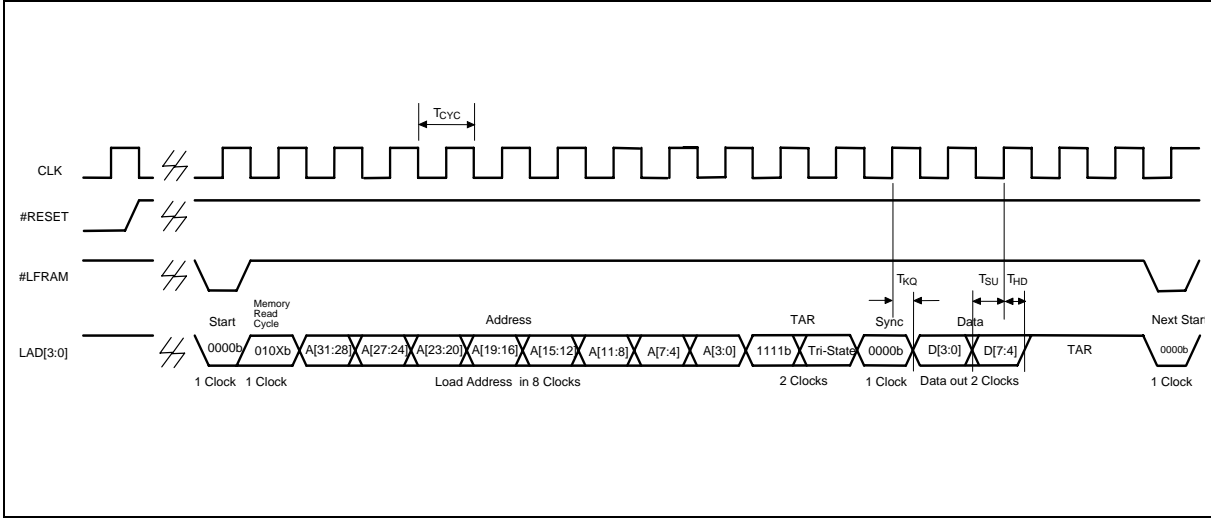 TCYC
CLK
#RESET
#LFRAM
TKQ
TSU
THD
Memory
Read
Cycle
Start
Address
TAR
Sync
Data
Next Start
LAD[3:0]
0000b
010Xb
A[31:28]
A[27:24]
A[23:20]
A[19:16]
A[15:12]
A[11:8]
A[7:4]
A[3:0]
1111b
Tri-State
0000b
D[3:0]
D[7:4]
TAR
0000b
1 Clock
1 Clock
Load Address in 8 Clocks
2 Clocks
1 Clock
Data out 2 Clocks
1 Clock